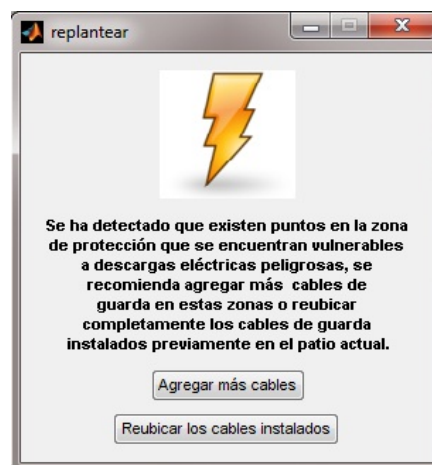 replantear
Se ha detectado que existen puntos en la zona
de protección que se encuentran vulnerables
a descargas eléctricas peligrosas, se
recomienda agregar más cables de
guarda en estas zonas o reubicar
completamente los cables de guarda
instalados previamente en el patio actual.
Agregar más cables
Reubicar los cables instalados